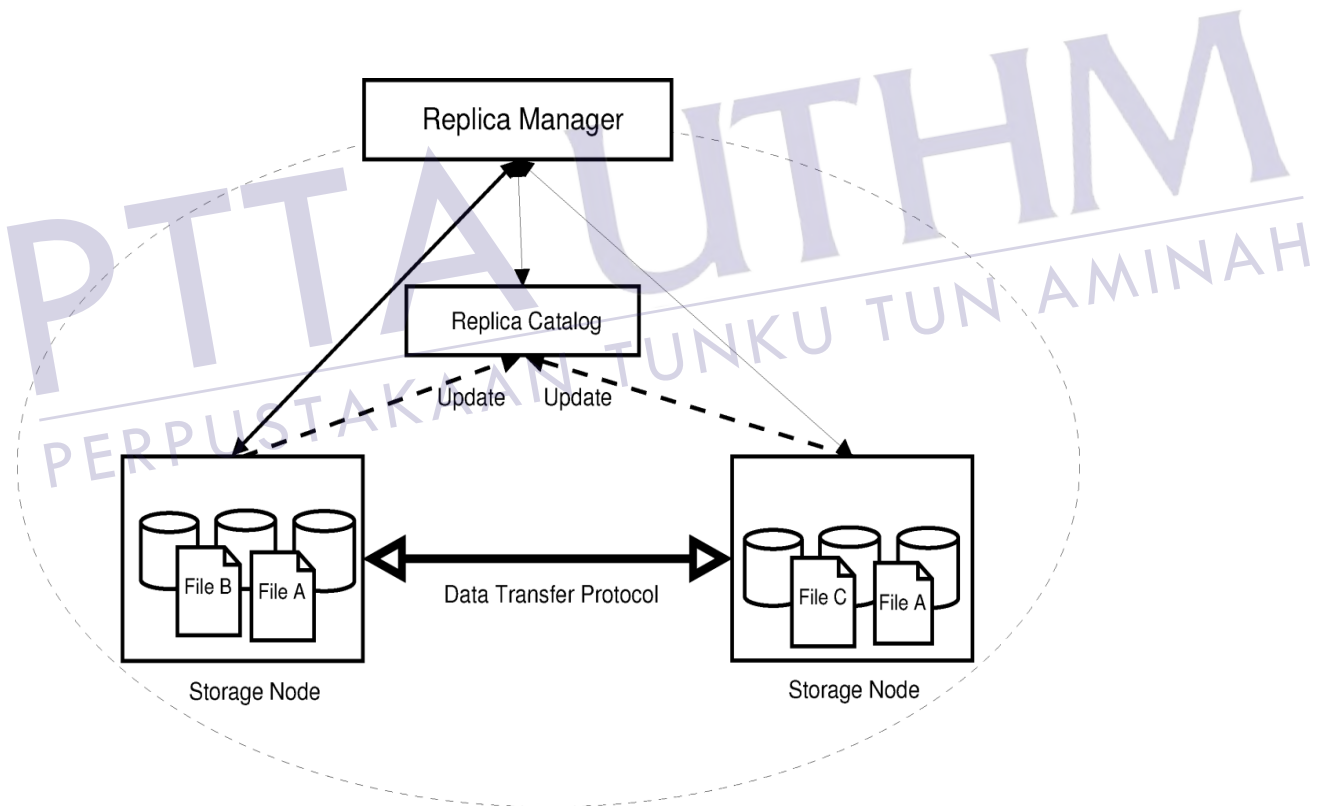 Replica Manager
PTTA UTHM
PERPUSTAKAAN TUNKU TUN AMINAH
Replica Catalog
Update Update
File B File A
Data Transfer Protocol
File C File A
Storage Node
Storage Node